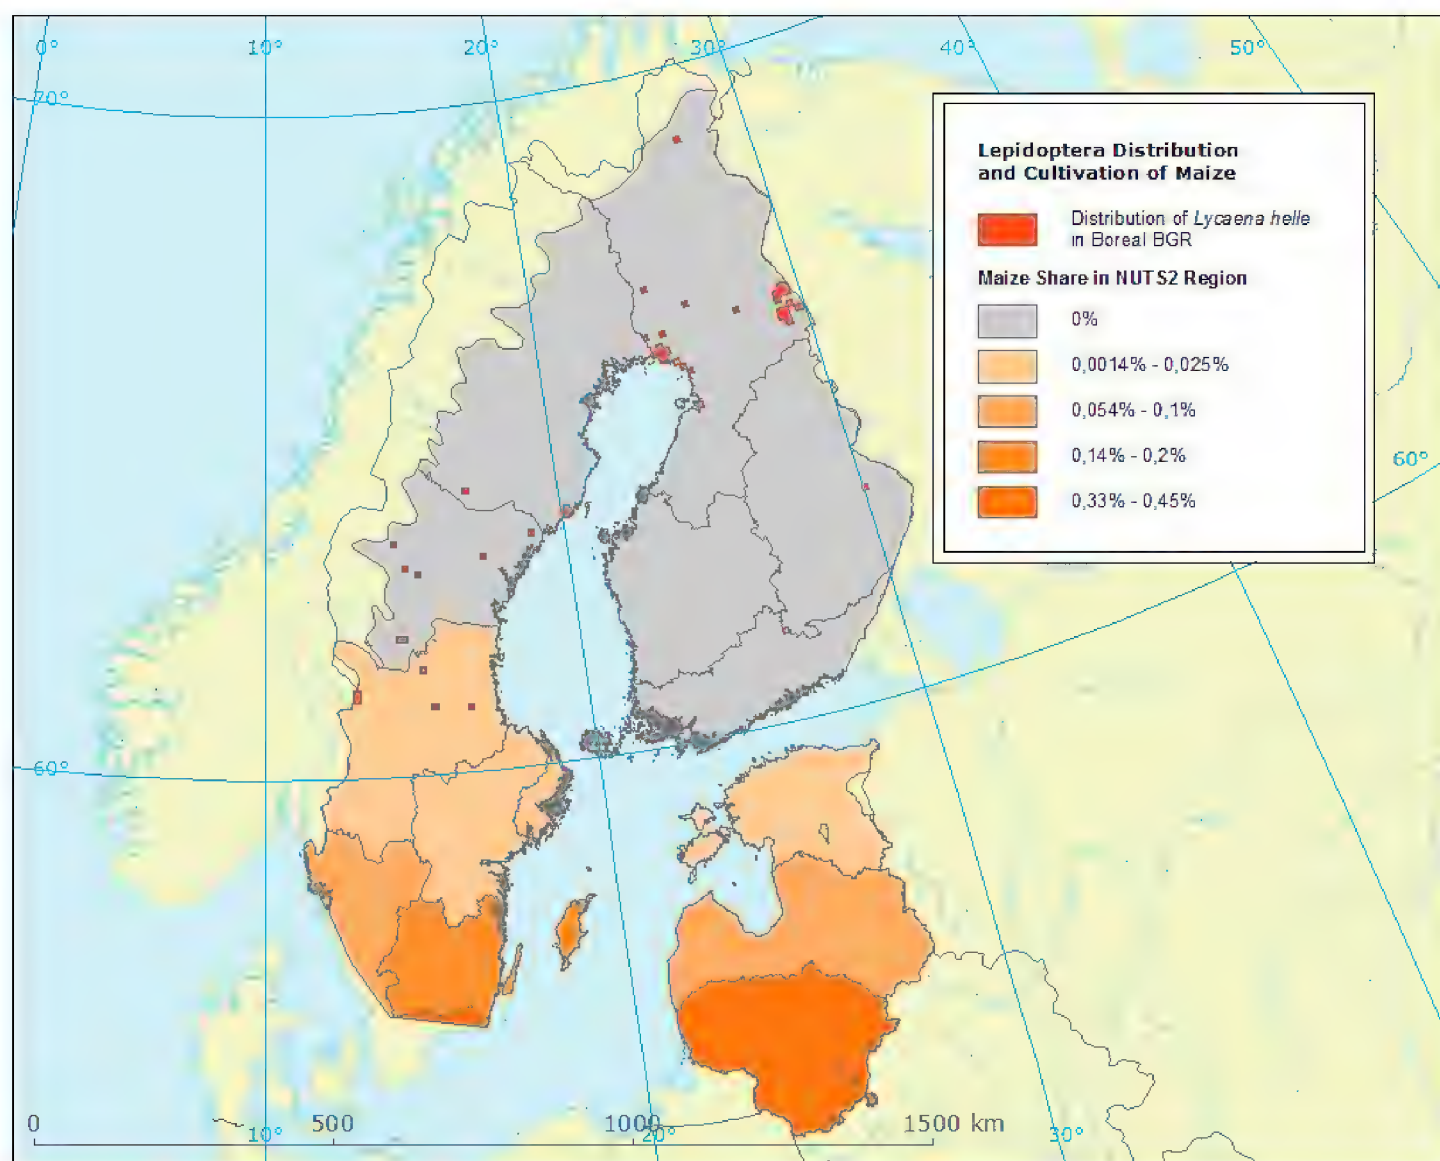 0° 10° 20° 30° 40° 50°
70°
Lepidoptera Distribution
and Cultivation of Maize
Distribution of Lycaena helle
in Boreal BGR
Maize Share in NUTS2 Region
0%
0,0014% - 0,025%
0,054% - 0,1%
0,14% - 0,2%
0,33% - 0,45%
60°
60°
0 500 1000 1500 km
10° 20° 30°